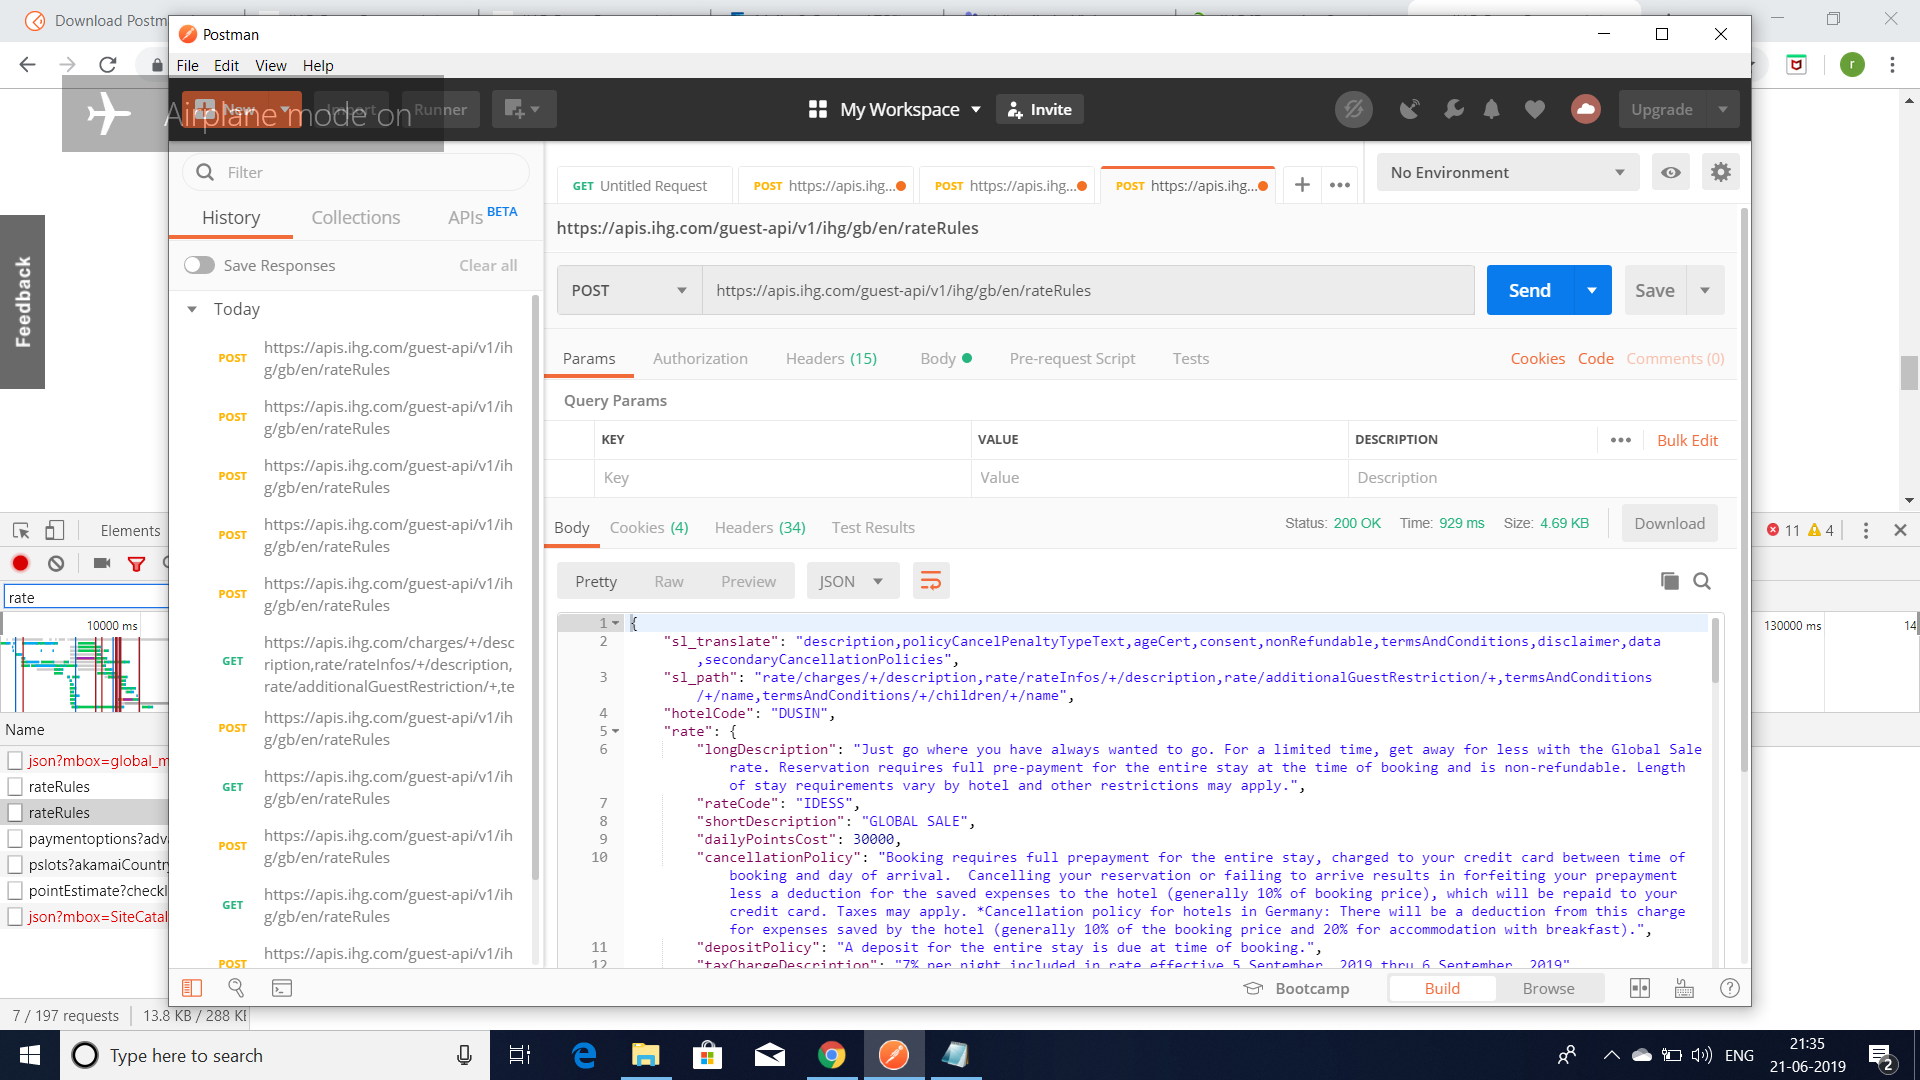 Download Postm
Postman
File Edit View Help
Airplane mode on
New
Import
Runner
My Workspace
Invite
Upgrade
Filter
History
Collections
APIs BETA
Save Responses
Clear all
Today
POST https://apis.ihg.com/guest-api/v1/ih
g/gb/en/rateRules
POST https://apis.ihg.com/guest-api/v1/ih
g/gb/en/rateRules
POST https://apis.ihg.com/guest-api/v1/ih
g/gb/en/rateRules
POST https://apis.ihg.com/guest-api/v1/ih
g/gb/en/rateRules
POST https://apis.ihg.com/guest-api/v1/ih
g/gb/en/rateRules
GET https://apis.ihg.com/charges/+/desc
ription,rate/rateInfos/+/description,
rate/additionalGuestRestriction/+,te
POST https://apis.ihg.com/guest-api/v1/ih
g/gb/en/rateRules
GET https://apis.ihg.com/guest-api/v1/ih
g/gb/en/rateRules
POST https://apis.ihg.com/guest-api/v1/ih
g/gb/en/rateRules
GET https://apis.ihg.com/guest-api/v1/ih
g/gb/en/rateRules
POST https://apis.ihg.com/guest-api/v1/ih
GET Untitled Request
POST https://apis.ihg...
POST https://apis.ihg...
POST https://apis.ihg...
No Environment
https://apis.ihg.com/guest-api/v1/ihg/gb/en/rateRules
POST
https://apis.ihg.com/guest-api/v1/ihg/gb/en/rateRules
Send
Save
Params
Authorization
Headers (15)
Body
Pre-request Script
Tests
Cookies
Code
Comments (0)
Query Params
KEY
VALUE
DESCRIPTION
Bulk Edit
Key
Value
Description
Body
Cookies (4)
Headers (34)
Test Results
Status: 200 OK
Time: 929 ms
Size: 4.69 KB
Download
Pretty
Raw
Preview
JSON
1 {
2 "sl_translate": "description,policyCancelPenaltyTypeText,ageCert,consent,nonRefundable,termsAndConditions,disclaimer,data
,secondaryCancellationPolicies",
3 "sl_path": "rate/charges/+/description,rate/rateInfos/+/description,rate/additionalGuestRestriction/+,termsAndConditions
/+/name,termsAndConditions/+/children/+/name",
4 "hotelCode": "DUSIN",
5 "rate": {
6 "longDescription": "Just go where you have always wanted to go. For a limited time, get away for less with the Global Sale
rate. Reservation requires full pre-payment for the entire stay at the time of booking and is non-refundable. Length
of stay requirements vary by hotel and other restrictions may apply.",
7 "rateCode": "IDESS",
8 "shortDescription": "GLOBAL SALE",
9 "dailyPointsCost": 30000,
10 "cancellationPolicy": "Booking requires full prepayment for the entire stay, charged to your credit card between time of
booking and day of arrival.  Cancelling your reservation or failing to arrive results in forfeiting your prepayment
less a deduction for the saved expenses to the hotel (generally 10% of booking price), which will be repaid to your
credit card. Taxes may apply. *Cancellation policy for hotels in Germany: There will be a deduction from this charge
for expenses saved by the hotel (generally 10% of the booking price and 20% for accommodation with breakfast).",
11 "depositPolicy": "A deposit for the entire stay is due at time of booking.",
12 "taxChargeDescription": "7% per night included in rate effective 5 September, 2019 thru 6 September, 2019"
Bootcamp
Build
Browse
Feedback
r
Elements
11
4
rate
10000 ms
130000 ms
14
Name
json?mbox=global_m
rateRules
rateRules
paymentoptions?adv
pslots?akamaiCountry
pointEstimate?checkI
json?mbox=SiteCatal
7 / 197 requests
13.8 KB / 288 KB
Type here to search
ENG
21:35
21-06-2019
2